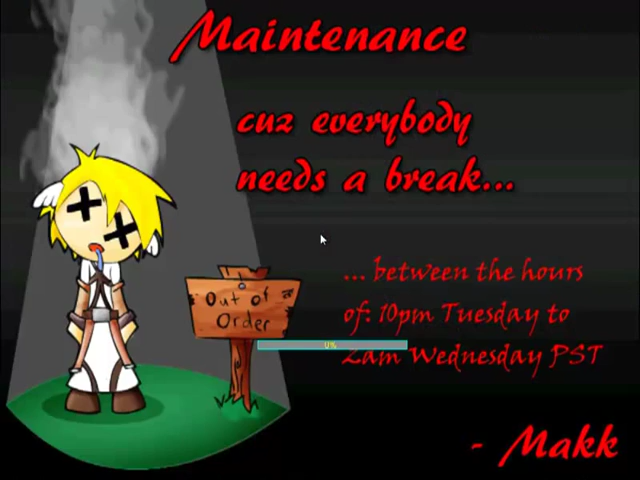 Maintenance
cuz everybody
needs a break...
... between the hours
of: 10pm Tuesday to
2am Wednesday PST
Out of
Order
0%
- Makk